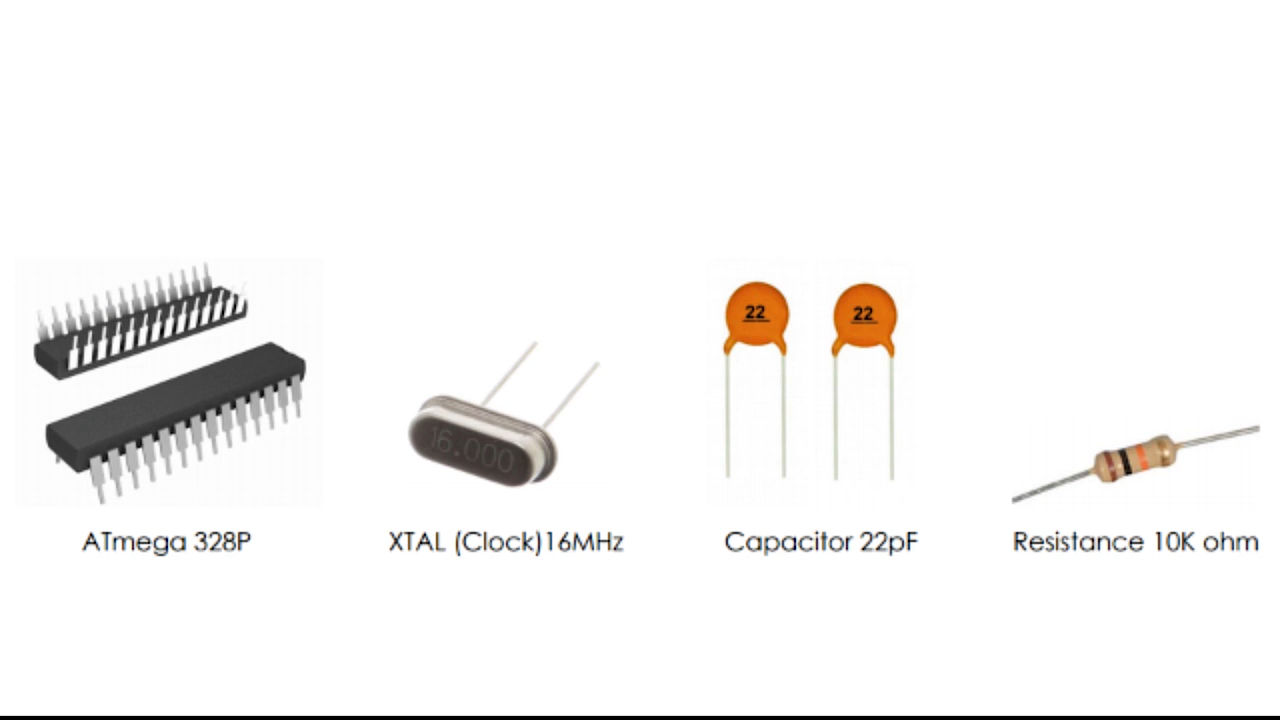 16.000
22
22
ATmega 328P
XTAL (Clock)16MHz
Capacitor 22pF
Resistance 10K ohm